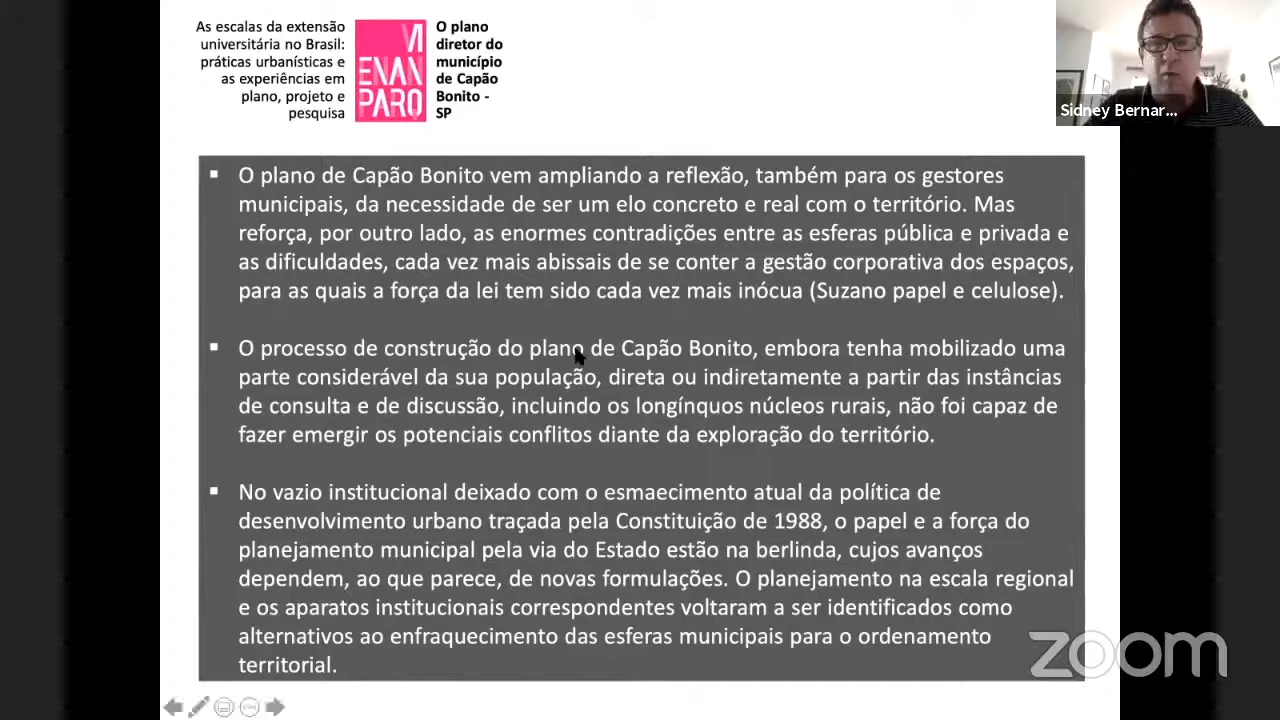 As escalas da extensão
universitária no Brasil:
práticas urbanísticas e
as experiências em
plano, projeto e
pesquisa
VI
ENAN
PARQ
O plano
diretor do
município
de Capão
Bonito -
SP
Sidney Bernar...
▪ O plano de Capão Bonito vem ampliando a reflexão, também para os gestores
municipais, da necessidade de ser um elo concreto e real com o território. Mas
reforça, por outro lado, as enormes contradições entre as esferas pública e privada e
as dificuldades, cada vez mais abissais de se conter a gestão corporativa dos espaços,
para as quais a força da lei tem sido cada vez mais inócua (Suzano papel e celulose).
▪ O processo de construção do plano de Capão Bonito, embora tenha mobilizado uma
parte considerável da sua população, direta ou indiretamente a partir das instâncias
de consulta e de discussão, incluindo os longínquos núcleos rurais, não foi capaz de
fazer emergir os potenciais conflitos diante da exploração do território.
▪ No vazio institucional deixado com o esmaecimento atual da política de
desenvolvimento urbano traçada pela Constituição de 1988, o papel e a força do
planejamento municipal pela via do Estado estão na berlinda, cujos avanços
dependem, ao que parece, de novas formulações. O planejamento na escala regional
e os aparatos institucionais correspondentes voltaram a ser identificados como
alternativos ao enfraquecimento das esferas municipais para o ordenamento
territorial.
zoom